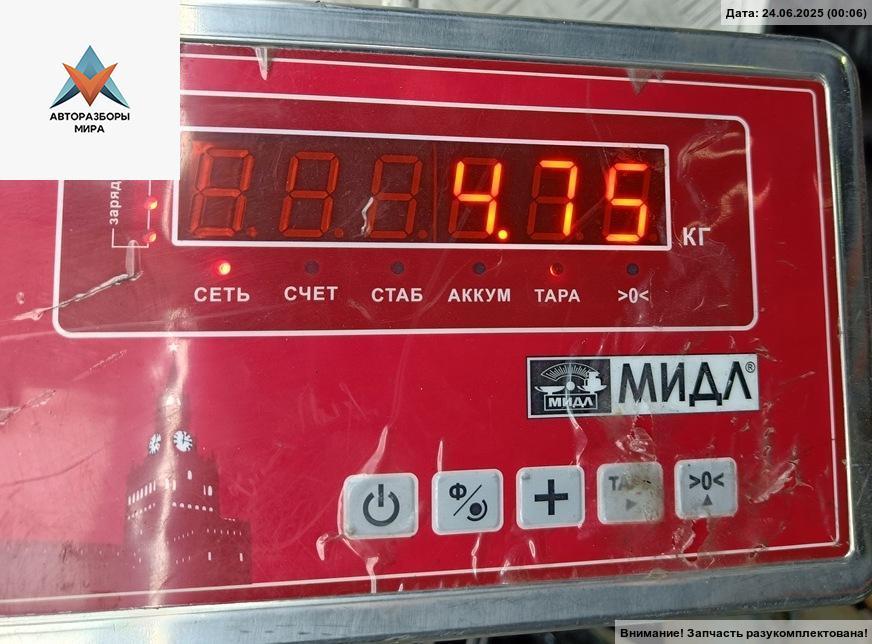 Дата: 24.06.2025 (00:06)
АВТОРАЗБОРЫ
МИРА
4.75
КГ
СЕТЬ СЧЕТ СТАБ АККУМ ТАРА >0<
МИДЛ МИДЛ®
Ф/ + >0<
Внимание! Запчасть разукомплектована!